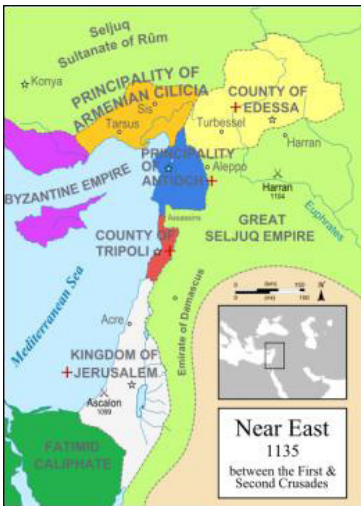 Seljuq
Sultanate of Rûm
Konya
PRINCIPALITY OF
ARMENIAN CILICIA
Sis
Tarsus
COUNTY OF
EDESSA
Turbessel
Harran
PRINCIPALITY
OF
ANTIOCH
Aleppo
Harran
1104
BYZANTINE EMPIRE
Assassins
Euphrates
GREAT
SELJUQ EMPIRE
COUNTY OF
TRIPOLI
Mediterranean Sea
Emirate of Damascus
Acre
KINGDOM OF
JERUSALEM
Ascalon
1099
FATIMID
CALIPHATE
Near East
1135
between the First &
Second Crusades